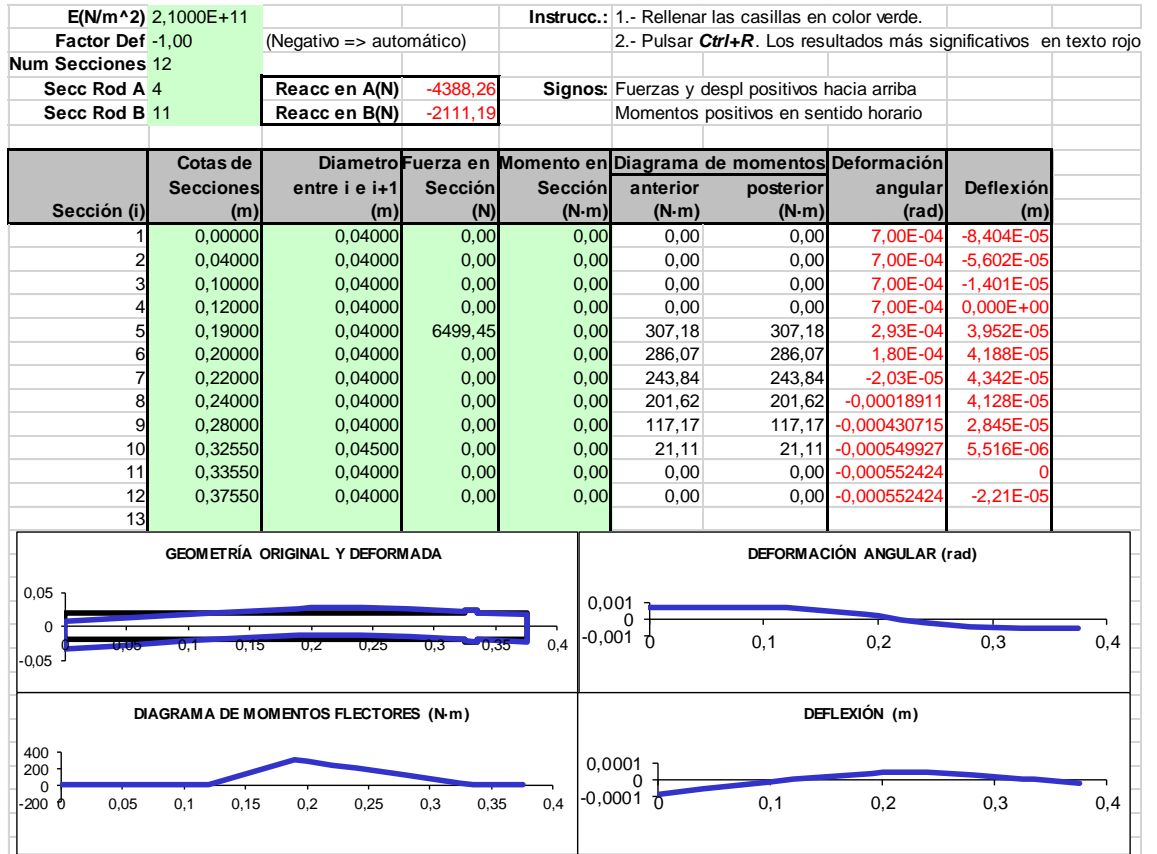 E(N/m^2) 2,1000E+11 Instrucc.: 1.- Rellenar las casillas en color verde.
Factor Def -1,00 (Negativo => automático) 2.- Pulsar Ctrl+R. Los resultados más significativos en texto rojo
Num Secciones 12
Secc Rod A 4 Reacc en A(N) -4388,26 Signos: Fuerzas y despl positivos hacia arriba
Secc Rod B 11 Reacc en B(N) -2111,19 Momentos positivos en sentido horario
Cotas de Diametro Fuerza en Momento en Diagrama de momentos Deformación
Secciones entre i e i+1 Sección Sección anterior posterior angular Deflexión
Sección (i) (m) (m) (N) (N·m) (N·m) (N·m) (rad) (m)
1 0,00000 0,04000 0,00 0,00 0,00 0,00 7,00E-04 -8,404E-05
2 0,04000 0,04000 0,00 0,00 0,00 0,00 7,00E-04 -5,602E-05
3 0,10000 0,04000 0,00 0,00 0,00 0,00 7,00E-04 -1,401E-05
4 0,12000 0,04000 0,00 0,00 0,00 0,00 7,00E-04 0,000E+00
5 0,19000 0,04000 6499,45 0,00 307,18 307,18 2,93E-04 3,952E-05
6 0,20000 0,04000 0,00 0,00 286,07 286,07 1,80E-04 4,188E-05
7 0,22000 0,04000 0,00 0,00 243,84 243,84 -2,03E-05 4,342E-05
8 0,24000 0,04000 0,00 0,00 201,62 201,62 -0,00018911 4,128E-05
9 0,28000 0,04000 0,00 0,00 117,17 117,17 -0,000430715 2,845E-05
10 0,32550 0,04500 0,00 0,00 21,11 21,11 -0,000549927 5,516E-06
11 0,33550 0,04000 0,00 0,00 0,00 0,00 -0,000552424 0
12 0,37550 0,04000 0,00 0,00 0,00 0,00 -0,000552424 -2,21E-05
13
GEOMETRÍA ORIGINAL Y DEFORMADA
0,05
0
-0,05
0 0,05 0,1 0,15 0,2 0,25 0,3 0,35 0,4
DEFORMACIÓN ANGULAR (rad)
0,001
0
-0,001
0 0,1 0,2 0,3 0,4
DIAGRAMA DE MOMENTOS FLECTORES (N·m)
400
200
0
-200
0 0,05 0,1 0,15 0,2 0,25 0,3 0,35 0,4
DEFLEXIÓN (m)
0,0001
0
-0,0001
0 0,1 0,2 0,3 0,4